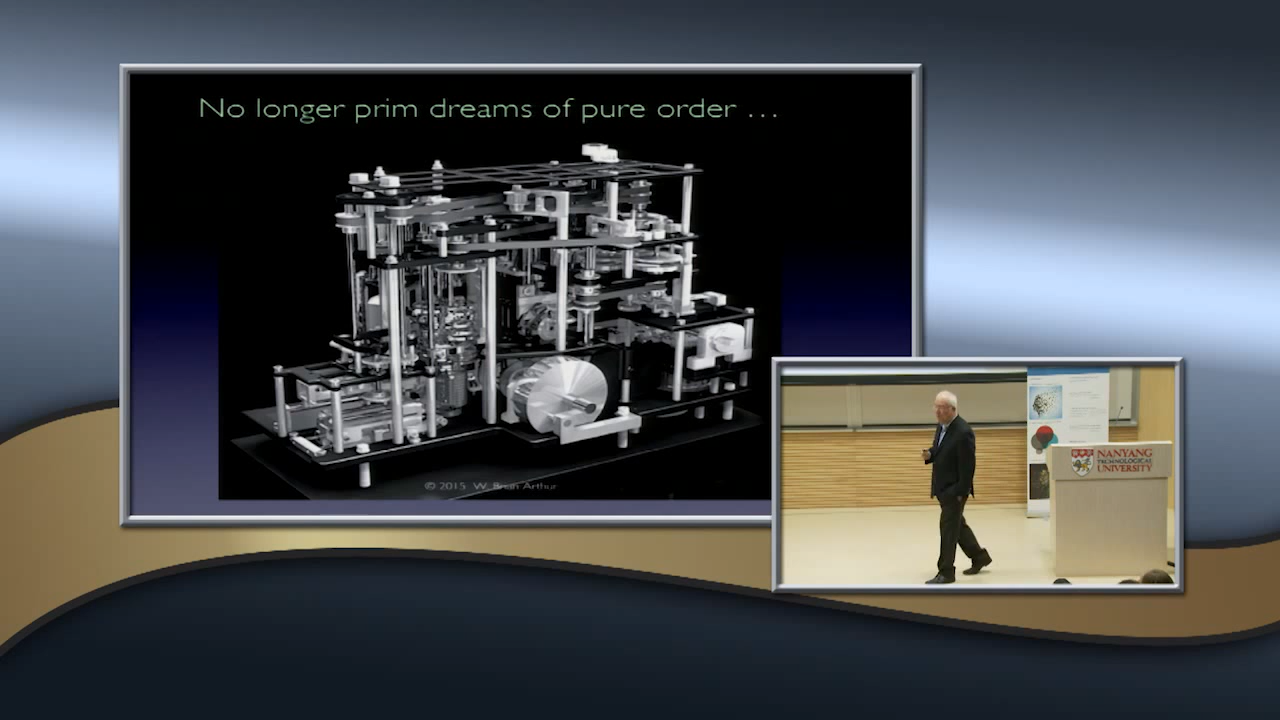 No longer prim dreams of pure order ...
© 2015 W. Brian Arthur
NANYANG
TECHNOLOGICAL
UNIVERSITY